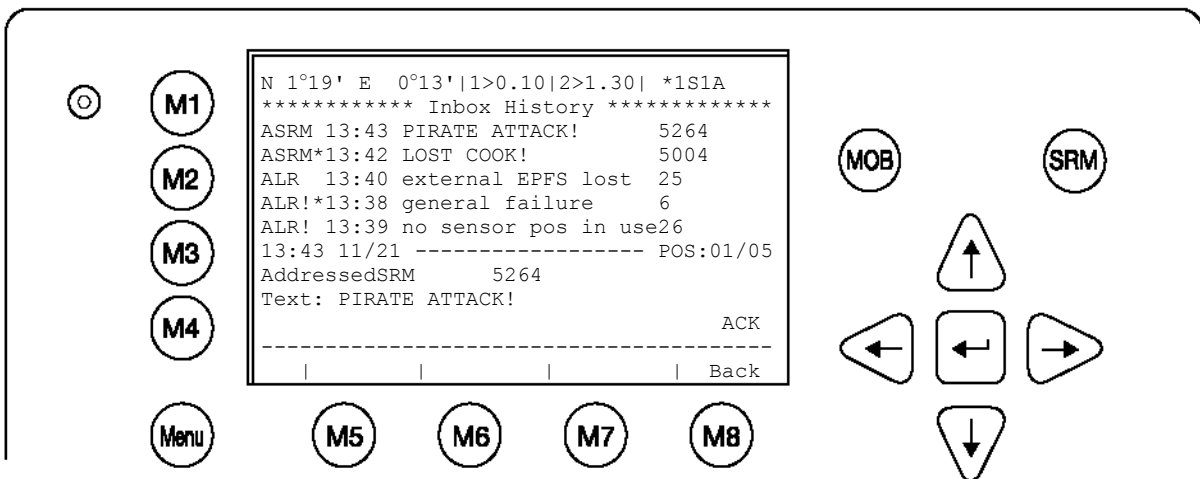 N 1°19' E  0°13'|1>0.10|2>1.30| *1S1A
************ Inbox History *************
ASRM 13:43 PIRATE ATTACK!      5264
ASRM*13:42 LOST COOK!          5004
ALR  13:40 external EPFS lost  25
ALR!*13:38 general failure     6
ALR! 13:39 no sensor pos in use26
13:43 11/21 ------------------ POS:01/05
AddressedSRM      5264
Text: PIRATE ATTACK!
ACK
----------------------------------------
|        |         |         |  Back
M1
M2
M3
M4
Menu
M5
M6
M7
M8
MOB
SRM